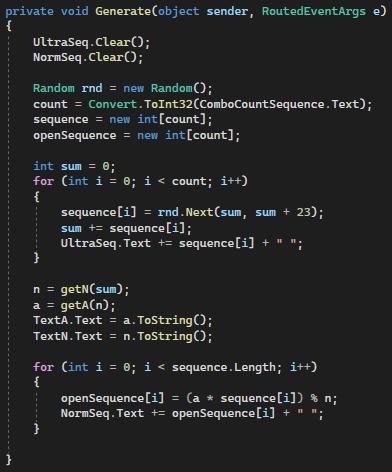 private void Generate(object sender, RoutedEventArgs e)
{
UltraSeq.Clear();
NormSeq.Clear();
Random rnd = new Random();
count = Convert.ToInt32(ComboCountSequence.Text);
sequence = new int[count];
openSequence = new int[count];
int sum = 0;
for (int i = 0; i < count; i++)
{
sequence[i] = rnd.Next(sum, sum + 23);
sum += sequence[i];
UltraSeq.Text += sequence[i] + " ";
}
n = getN(sum);
a = getA(n);
TextA.Text = a.ToString();
TextN.Text = n.ToString();
for (int i = 0; i < sequence.Length; i++)
{
openSequence[i] = (a * sequence[i]) % n;
NormSeq.Text += openSequence[i] + " ";
}
}